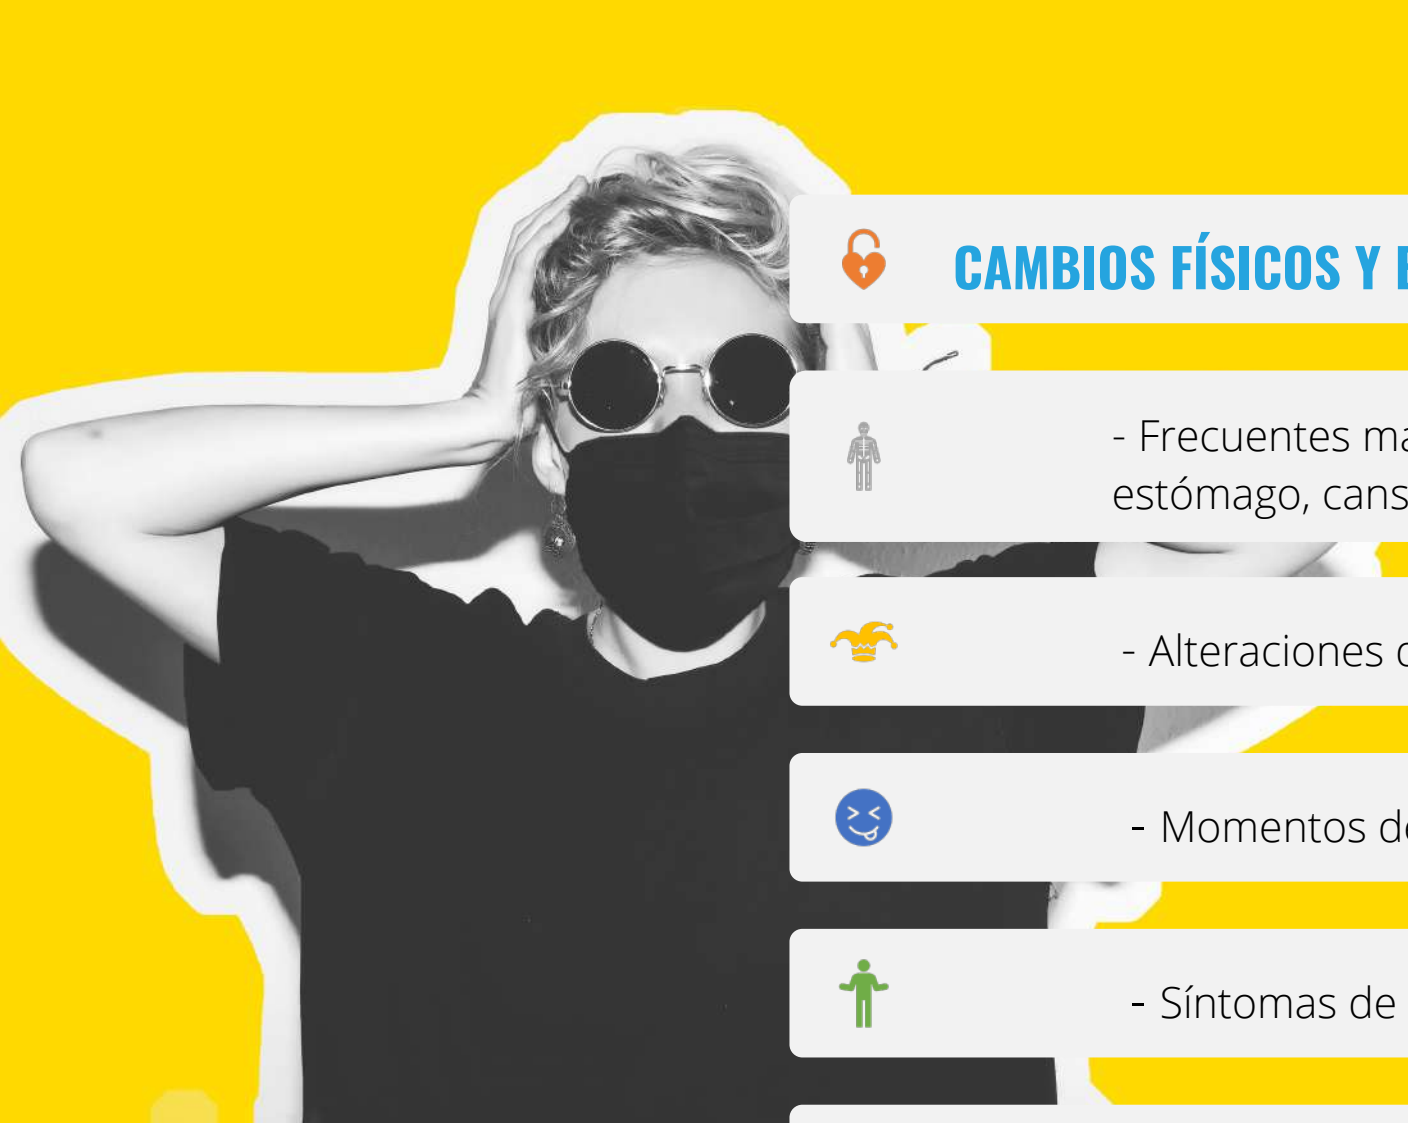 CAMBIOS FÍSICOS Y
- Frecuentes
estómago,
- Alteraciones
- Momentos
- Síntomas de